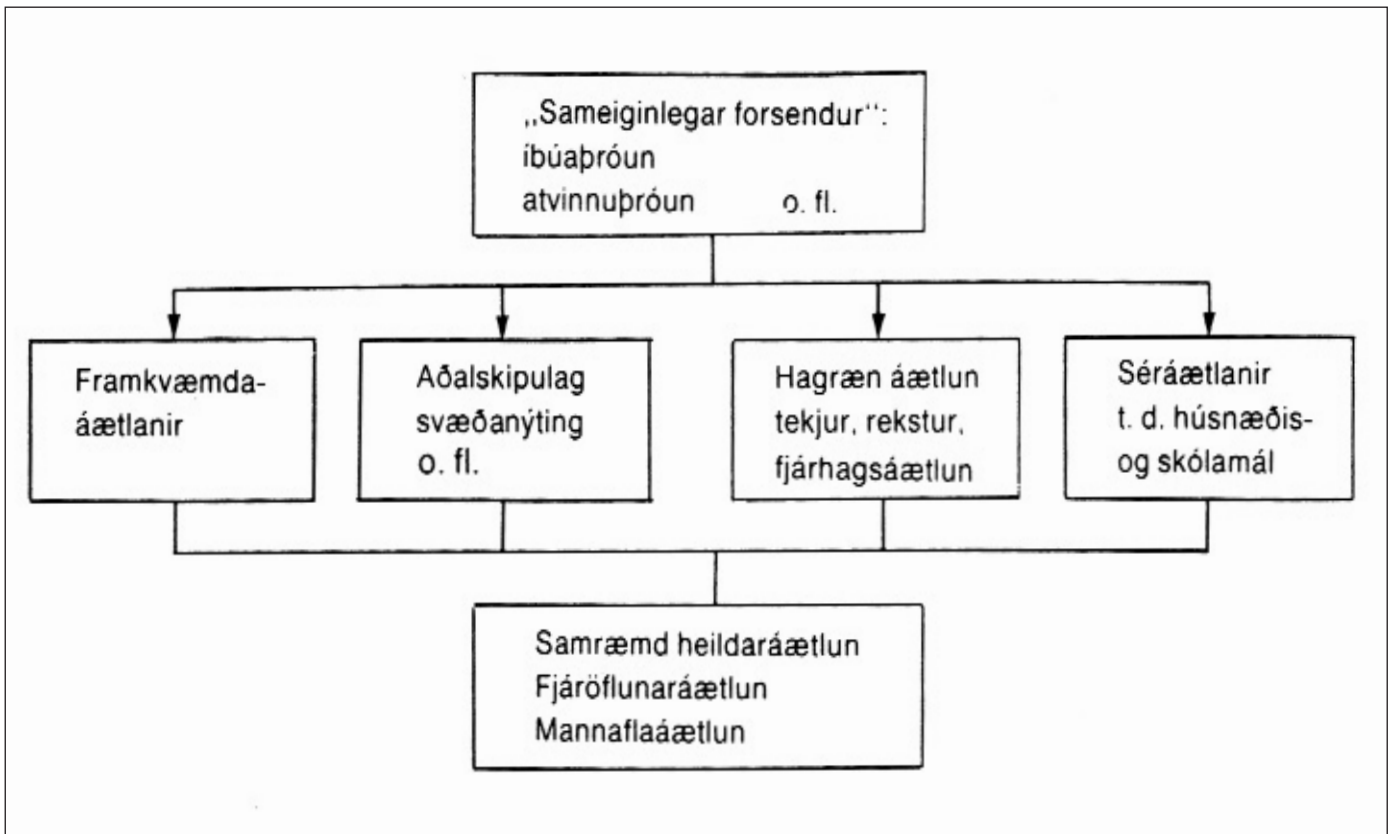 „Sameiginlegar forsendur“:
íbúaþróun
atvinnuþróun o. fl.
Framkvæmda-
áætlanir
Aðalskipulag
svæðanýting
o. fl.
Hagræn áætlun
tekjur, rekstur,
fjárhagsáætlun
Séráætlanir
t. d. húsnæðis-
og skólamál
Samræmd heildaráætlun
Fjáröflunaráætlun
Mannaflaáætlun